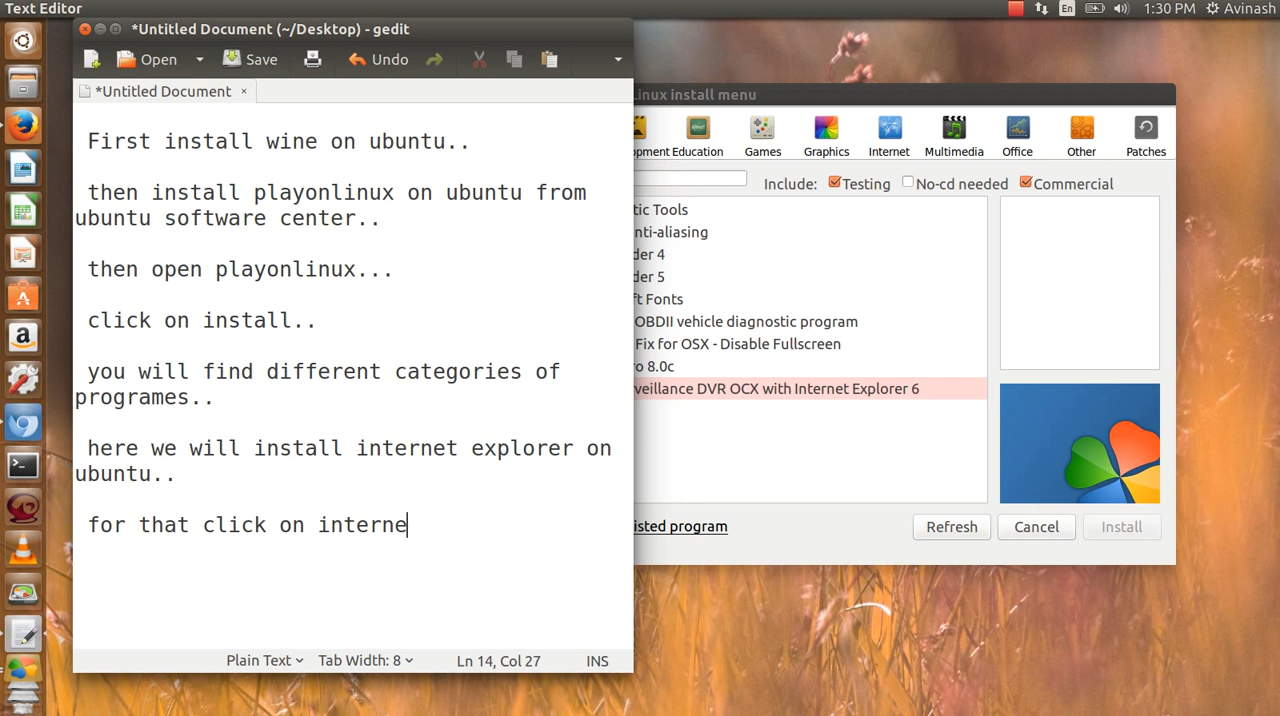 Text Editor
En
1:30 PM
Avinash
*Untitled Document (~/Desktop) - gedit
Open
Save
Undo
*Untitled Document ×
First install wine on ubuntu..
then install playonlinux on ubuntu from
ubuntu software center..
then open playonlinux...
click on install..
you will find different categories of
programes..
here we will install internet explorer on
ubuntu..
for that click on interne
Plain Text
Tab Width: 8
Ln 14, Col 27
INS
Linux install menu
pment Education Games Graphics Internet Multimedia Office Other Patches
Include: Testing No-cd needed Commercial
tic Tools
nti-aliasing
der 4
der 5
ft Fonts
OBDII vehicle diagnostic program
Fix for OSX - Disable Fullscreen
ro 8.0c
veillance DVR OCX with Internet Explorer 6
isted program
Refresh
Cancel
Install